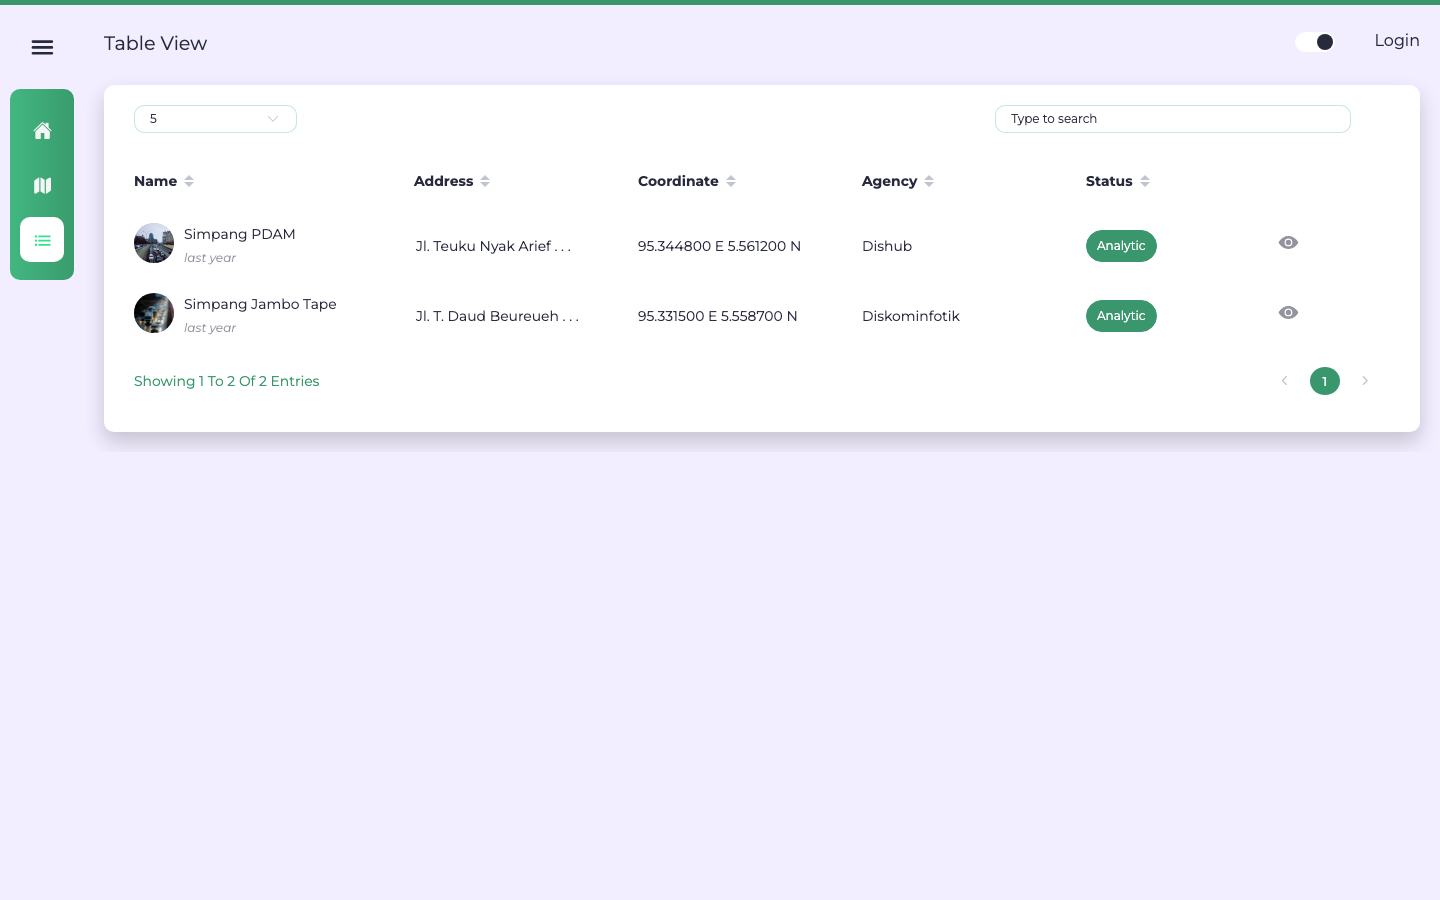 Table View
Login
5
Type to search
Name Address Coordinate Agency Status
Simpang PDAM
last year
Jl. Teuku Nyak Arief . . .
95.344800 E 5.561200 N
Dishub
Analytic
Simpang Jambo Tape
last year
Jl. T. Daud Beureueh . . .
95.331500 E 5.558700 N
Diskominfotik
Analytic
Showing 1 To 2 Of 2 Entries
1